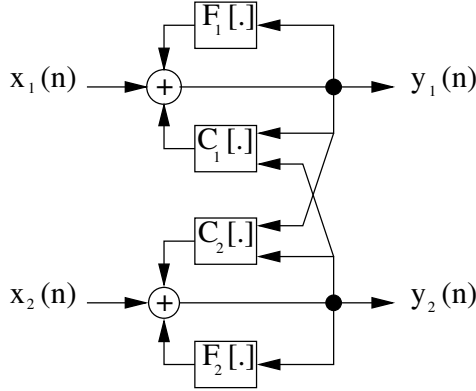 F₁[.]
x₁(n) + y₁(n)
C₁[.]
C₂[.]
x₂(n) + y₂(n)
F₂[.]